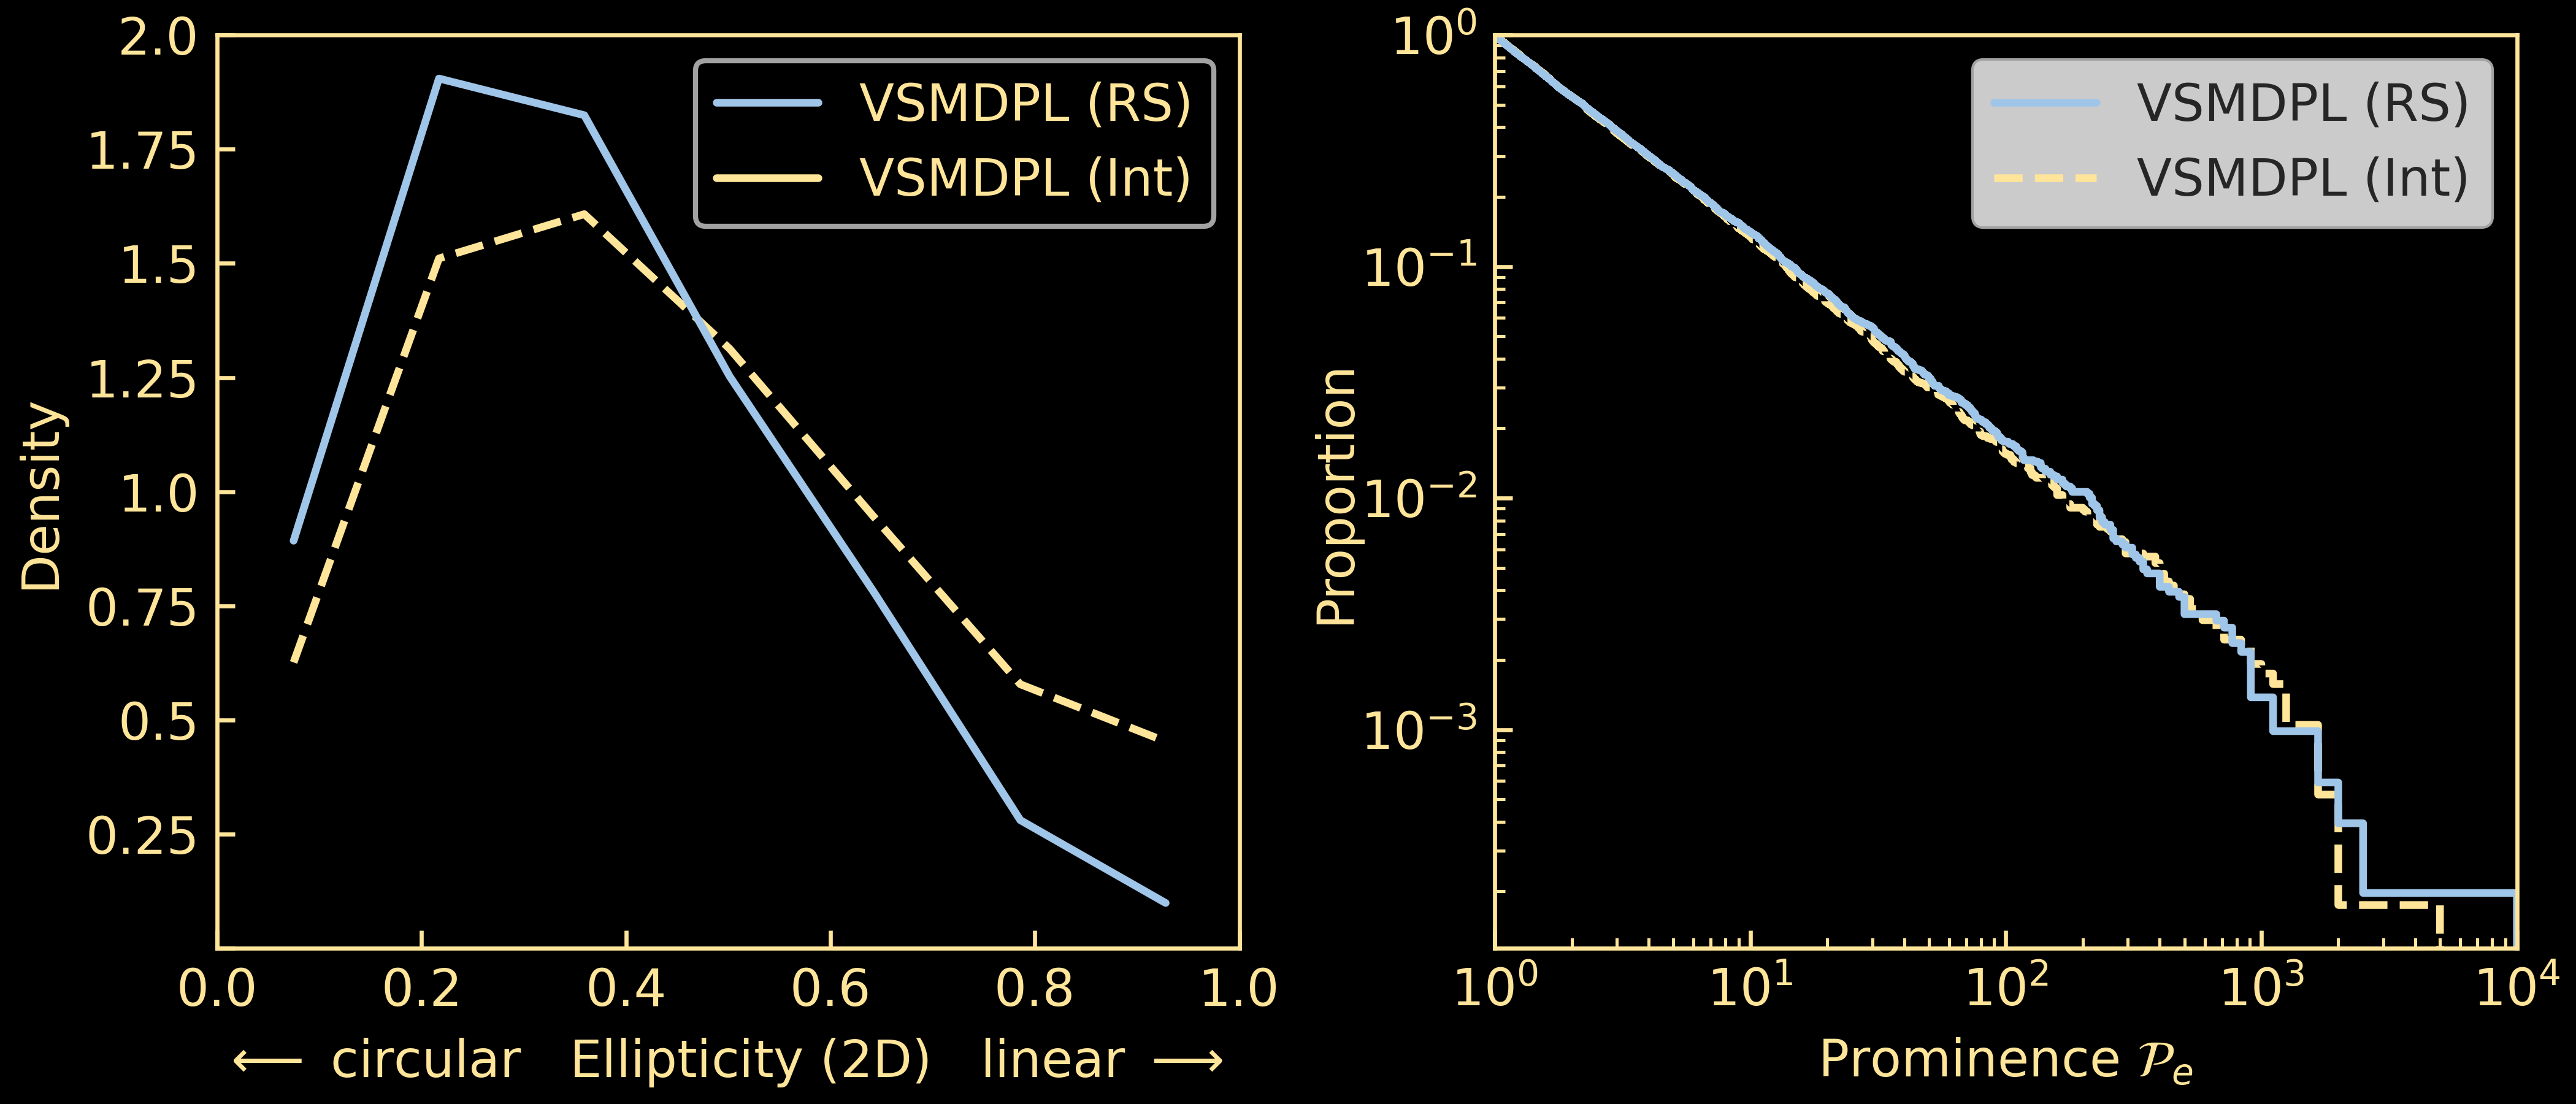 2.0
1.75
1.5
1.25
1.0
0.75
0.5
0.25
Density
0.0 0.2 0.4 0.6 0.8 1.0
⟵ circular Ellipticity (2D) linear ⟶
VSMDPL (RS)
VSMDPL (Int)
10⁰
10⁻¹
10⁻²
10⁻³
Proportion
10⁰ 10¹ 10² 10³ 10⁴
Prominence 𝒫ₑ
VSMDPL (RS)
VSMDPL (Int)